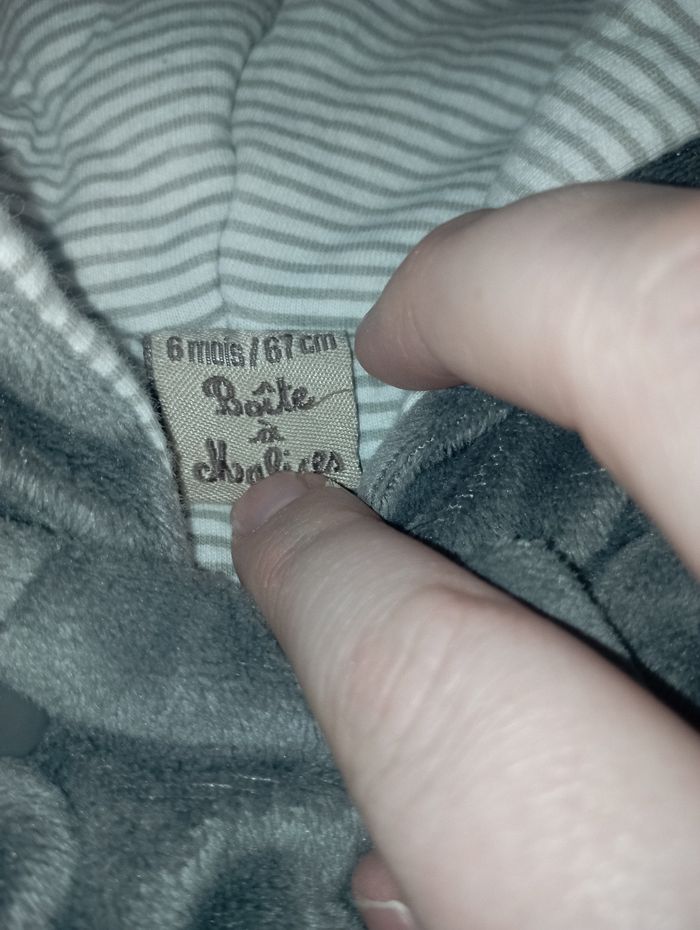 6 mois / 67 cm
Boîte
à
Malices